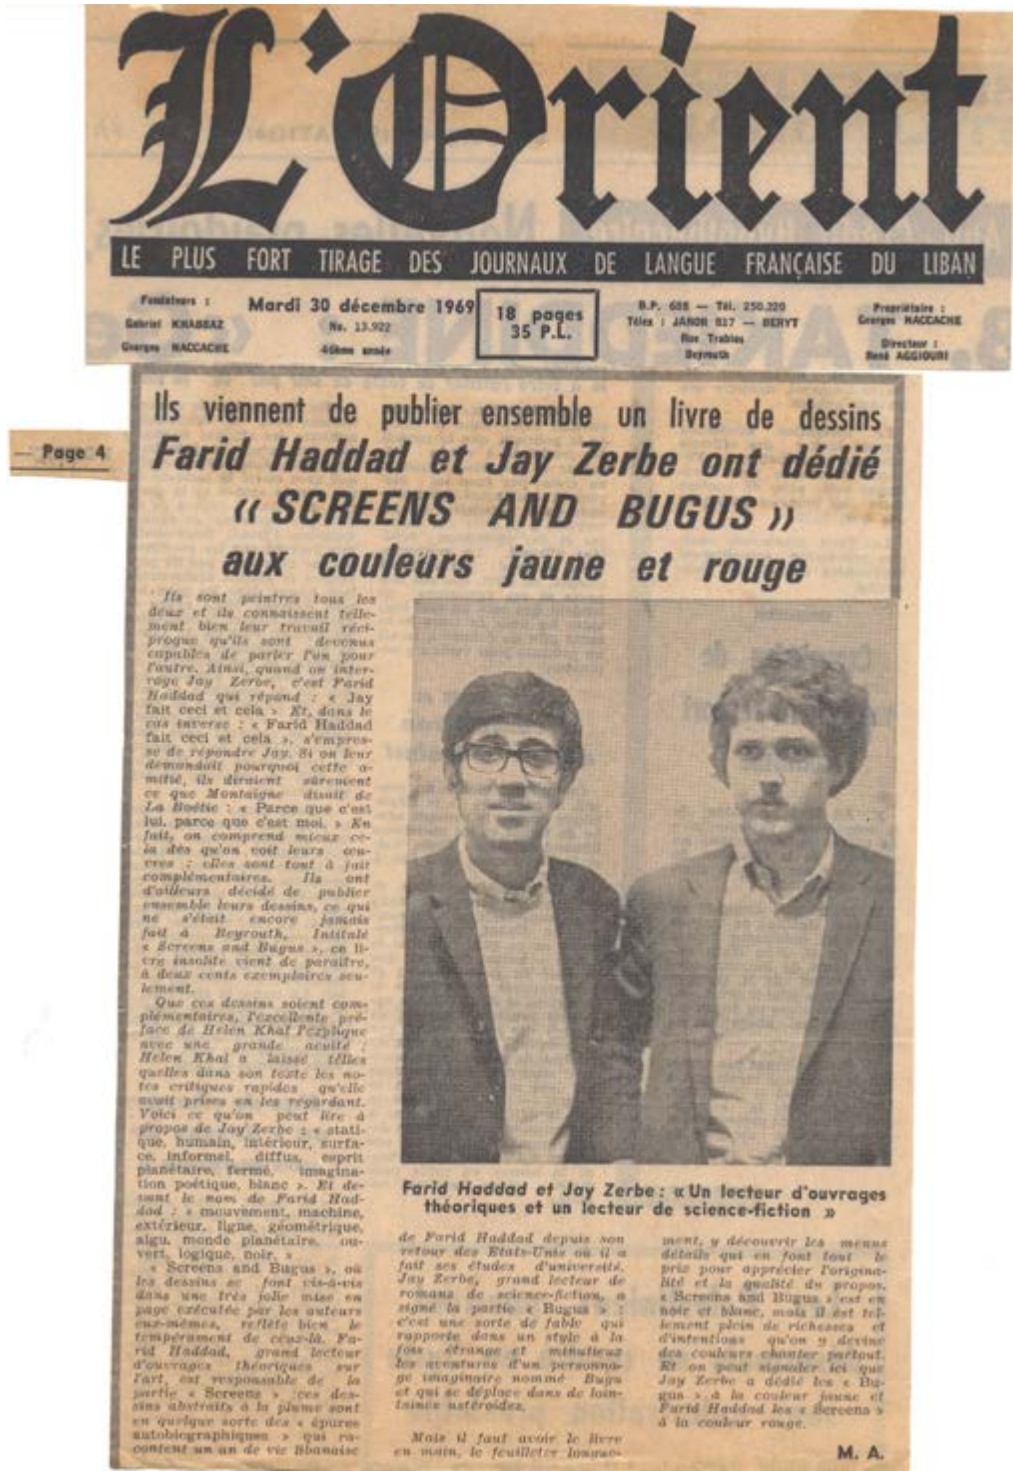 L'Orient
LE PLUS FORT TIRAGE DES JOURNAUX DE LANGUE FRANÇAISE DU LIBAN
Fondateurs :
Gabriel KHABBAZ
Georges NACCACHE
Mardi 30 décembre 1969
No. 13.922
46ème année
18 pages
35 P.L.
B.P. 688 — Tél. 250.220
Télex : JANOR 817 — BERYT
Rue Trablos
Beyrouth
Propriétaire :
Georges NACCACHE
Directeur :
René AGGIOURI
— Page 4
Ils viennent de publier ensemble un livre de dessins
Farid Haddad et Jay Zerbe ont dédié
« SCREENS AND BUGUS »
aux couleurs jaune et rouge
Ils sont peintres tous les
deux et ils connaissent telle-
ment bien leur travail réci-
proque qu'ils sont devenus
capables de parler l'un pour
l'autre. Ainsi, quand on inter-
roge Jay Zerbe, c'est Farid
Haddad qui répond : « Jay
fait ceci et cela » Et, dans le
cas inverse : « Farid Haddad
fait ceci et cela », s'empres-
se de répondre Jay. Si on leur
demandait pourquoi cette a-
mitié, ils diraient sûrement
ce que Montaigne disait de
La Boétie : « Parce que c'est
lui, parce que c'est moi. » En
fait, on comprend mieux ce-
la dès qu'on voit leurs œu-
vres : elles sont tout à fait
complémentaires. Ils ont
d'ailleurs décidé de publier
ensemble leurs dessins, ce qui
ne s'était encore jamais
fait à Beyrouth. Intitulé
« Screens and Bugus », ce li-
vre insolite vient de paraître,
à deux cents exemplaires seu-
lement.
Que ces dessins soient com-
plémentaires, l'excellente pré-
face de Helen Khal l'explique
avec une grande acuité :
Helen Khal a laissé telles
quelles dans son texte les no-
tes critiques rapides qu'elle
avait prises en les regardant.
Voici ce qu'on peut lire à
propos de Jay Zerbe : « stati-
que, humain, intérieur, surfa-
ce, informel, diffus, esprit
planétaire, fermé, imagina-
tion poétique, blanc ». Et de-
vant le nom de Farid Had-
dad : « mouvement, machine,
extérieur, ligne, géométrique,
aigu, monde planétaire, ou-
vert, logique, noir. »
« Screens and Bugus », où
les dessins se font vis-à-vis
dans une très jolie mise en
page exécutée par les auteurs
eux-mêmes, reflète bien le
tempérament de ceux-là. Fa-
rid Haddad, grand lecteur
d'ouvrages théoriques sur
l'art, est responsable de la
partie « Screens » : ces des-
sins abstraits à la plume sont
en quelque sorte des « épures
autobiographiques » qui ra-
content un an de vie libanaise
Farid Haddad et Jay Zerbe : « Un lecteur d'ouvrages
théoriques et un lecteur de science-fiction »
de Farid Haddad depuis son
retour des Etats-Unis où il a
fait ses études d'université.
Jay Zerbe, grand lecteur de
romans de science-fiction, a
signé la partie « Bugus » :
c'est une sorte de fable qui
rapporte dans un style à la
fois étrange et minutieux
les aventures d'un personna-
ge imaginaire nommé Bugu
et qui se déplace dans de loin-
taines astéroïdes.
Mais il faut avoir le livre
en main, le feuilleter longue-
ment, y découvrir les menus
détails qui en font tout le
prix pour apprécier l'origina-
lité et la qualité du propos.
« Screens and Bugus » est en
noir et blanc, mais il est tel-
lement plein de richesses et
d'intentions qu'on y devine
des couleurs chanter partout.
Et on peut signaler ici que
Jay Zerbe a dédié les « Bu-
gus » à la couleur jaune et
Farid Haddad les « Screens »
à la couleur rouge.
M. A.